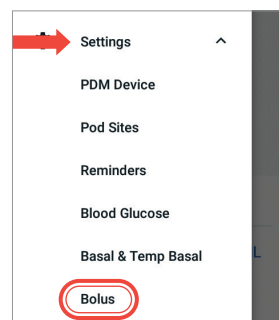 Settings
PDM Device
Pod Sites
Reminders
Blood Glucose
Basal & Temp Basal
L
Bolus